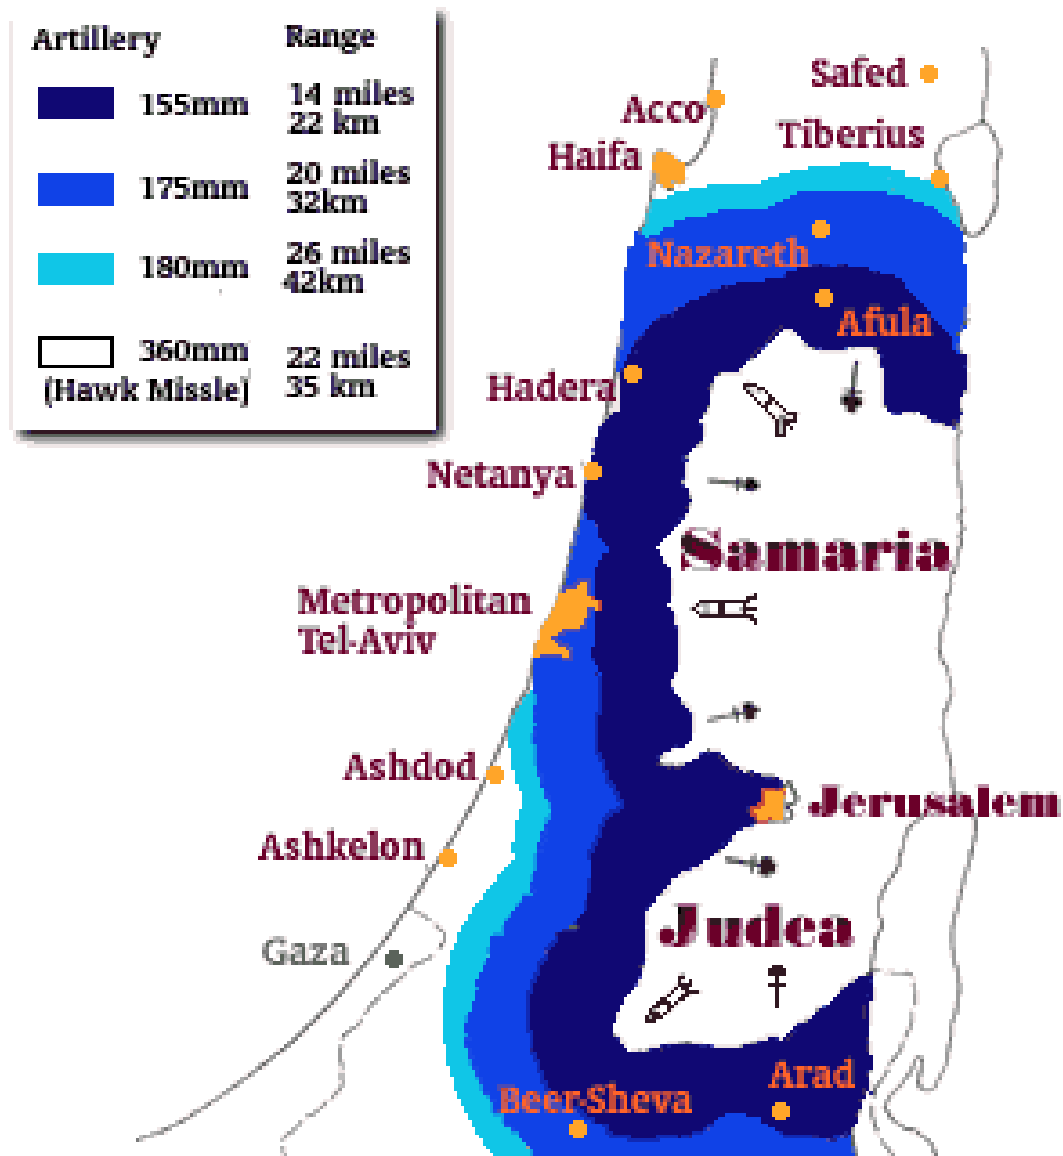 Artillery Range
155mm 14 miles
22 km
175mm 20 miles
32km
180mm 26 miles
42km
360mm 22 miles
(Hawk Missle) 35 km
Safed
Acco
Tiberius
Haifa
Nazareth
Afula
Hadera
Netanya
Samaria
Metropolitan
Tel-Aviv
Ashdod
Jerusalem
Ashkelon
Judea
Gaza
Arad
Beer-Sheva